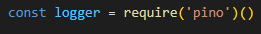 const logger = require('pino')()